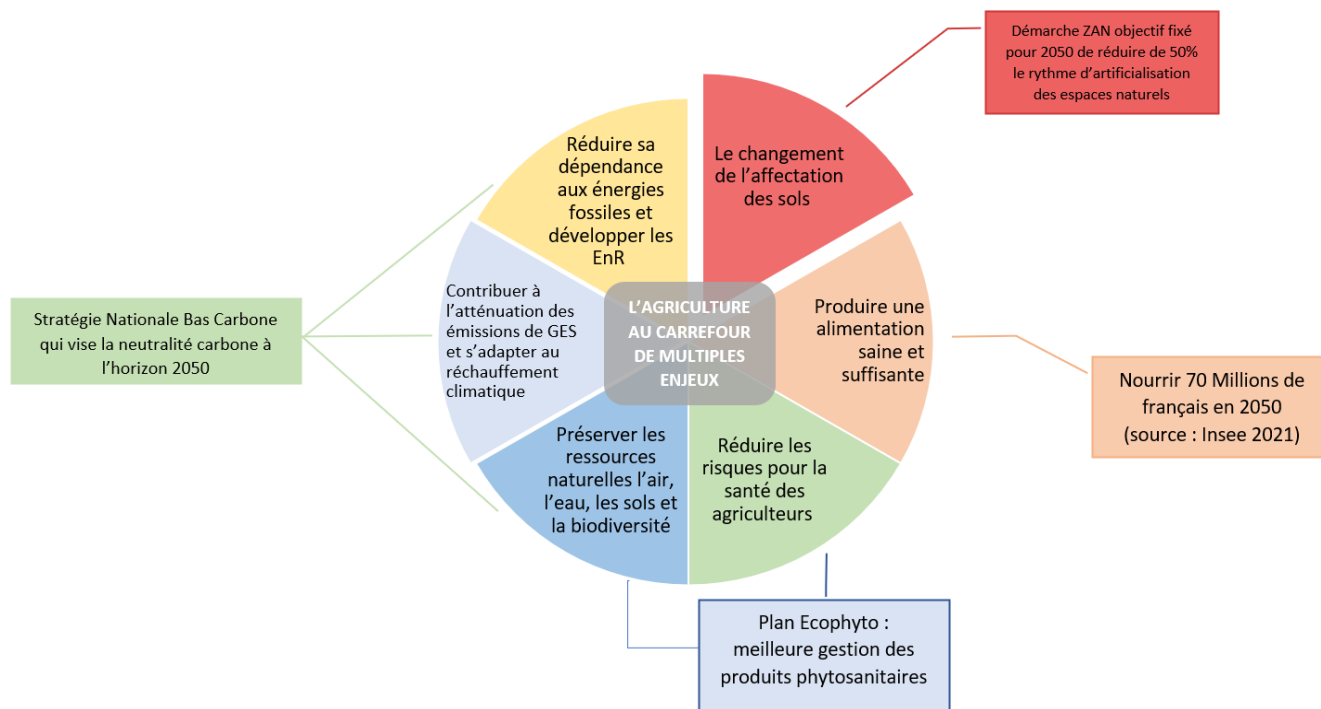 Démarche ZAN objectif fixé
pour 2050 de réduire de 50%
le rythme d'artificialisation
des espaces naturels
Réduire sa
dépendance
aux énergies
fossiles et
développer les
EnR
Le changement
de l'affectation
des sols
Stratégie Nationale Bas Carbone
qui vise la neutralité carbone à
l'horizon 2050
Contribuer à
l'atténuation des
émissions de GES
et s'adapter au
réchauffement
climatique
L'AGRICULTURE
AU CARREFOUR
DE MULTIPLES
ENJEUX
Produire une
alimentation
saine et
suffisante
Nourrir 70 Millions de
français en 2050
(source : Insee 2021)
Préserver les
ressources
naturelles l'air,
l'eau, les sols et
la biodiversité
Réduire les
risques pour la
santé des
agriculteurs
Plan Ecophyto :
meilleure gestion des
produits phytosanitaires